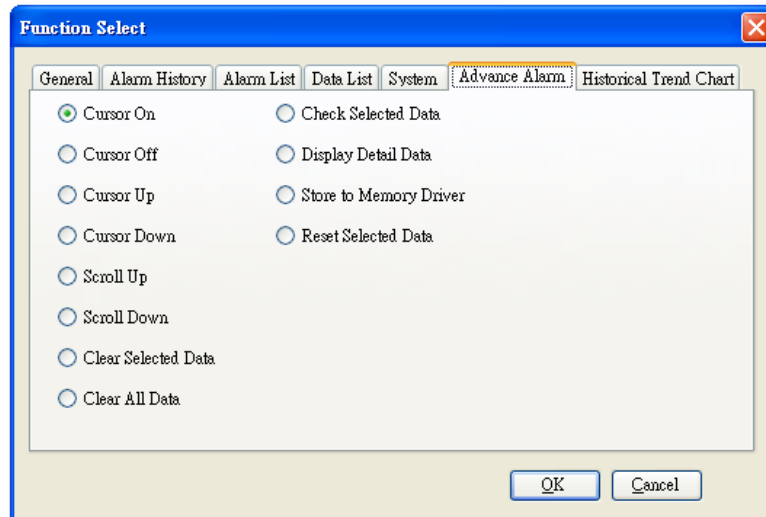 Function Select
General Alarm History Alarm List Data List System Advance Alarm Historical Trend Chart
Cursor On
Cursor Off
Cursor Up
Cursor Down
Scroll Up
Scroll Down
Clear Selected Data
Clear All Data
Check Selected Data
Display Detail Data
Store to Memory Driver
Reset Selected Data
OK Cancel